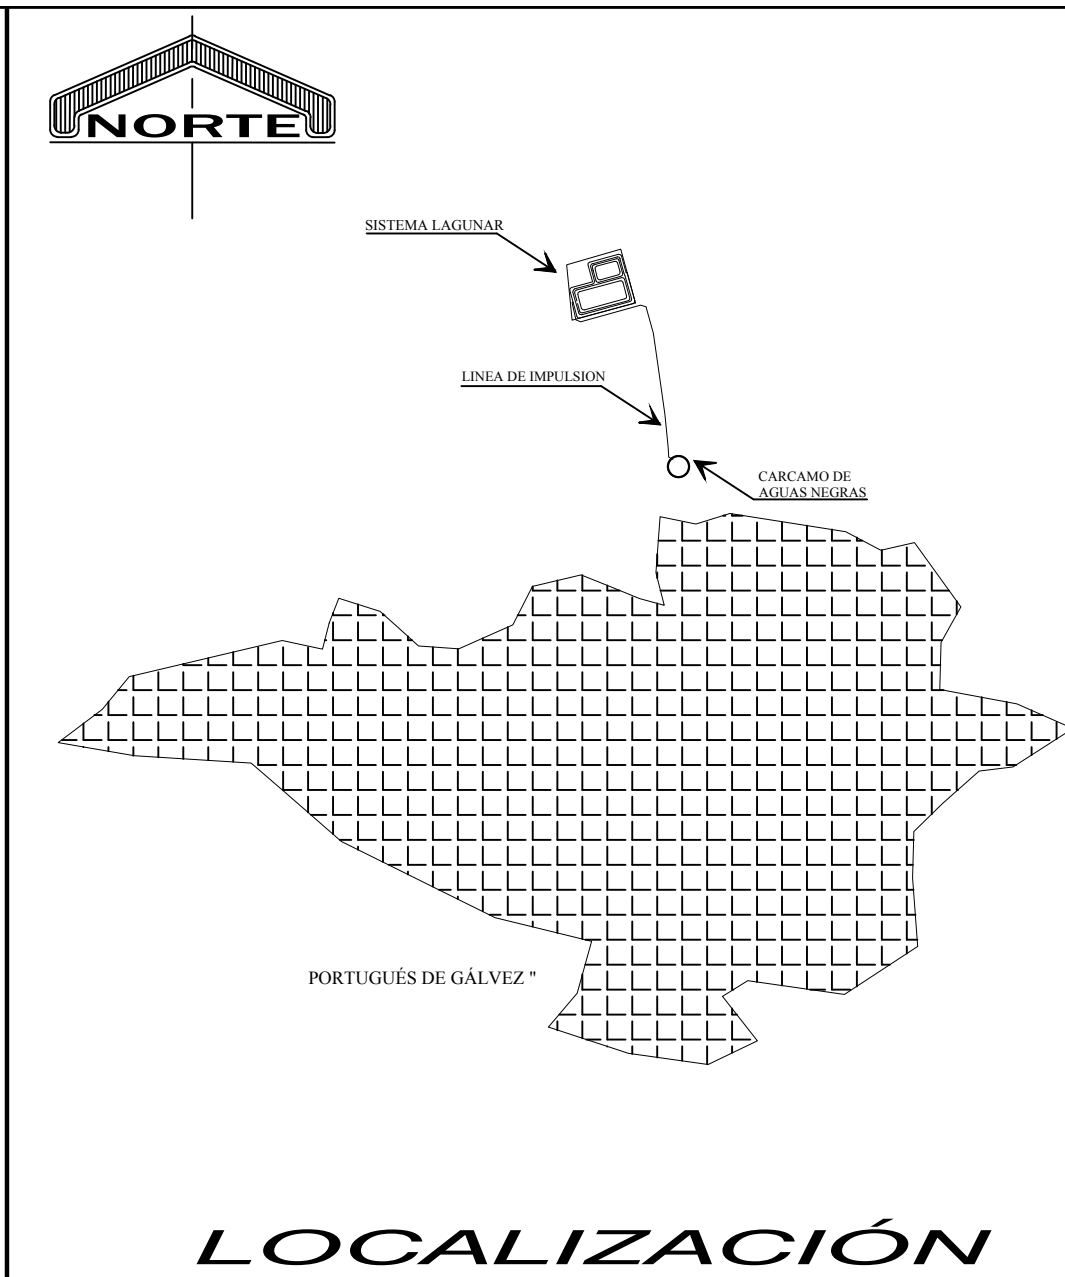 NORTE
SISTEMA LAGUNAR
LINEA DE IMPULSION
CARCAMO DE
AGUAS NEGRAS
PORTUGUÉS DE GÁLVEZ "
LOCALIZACIÓN